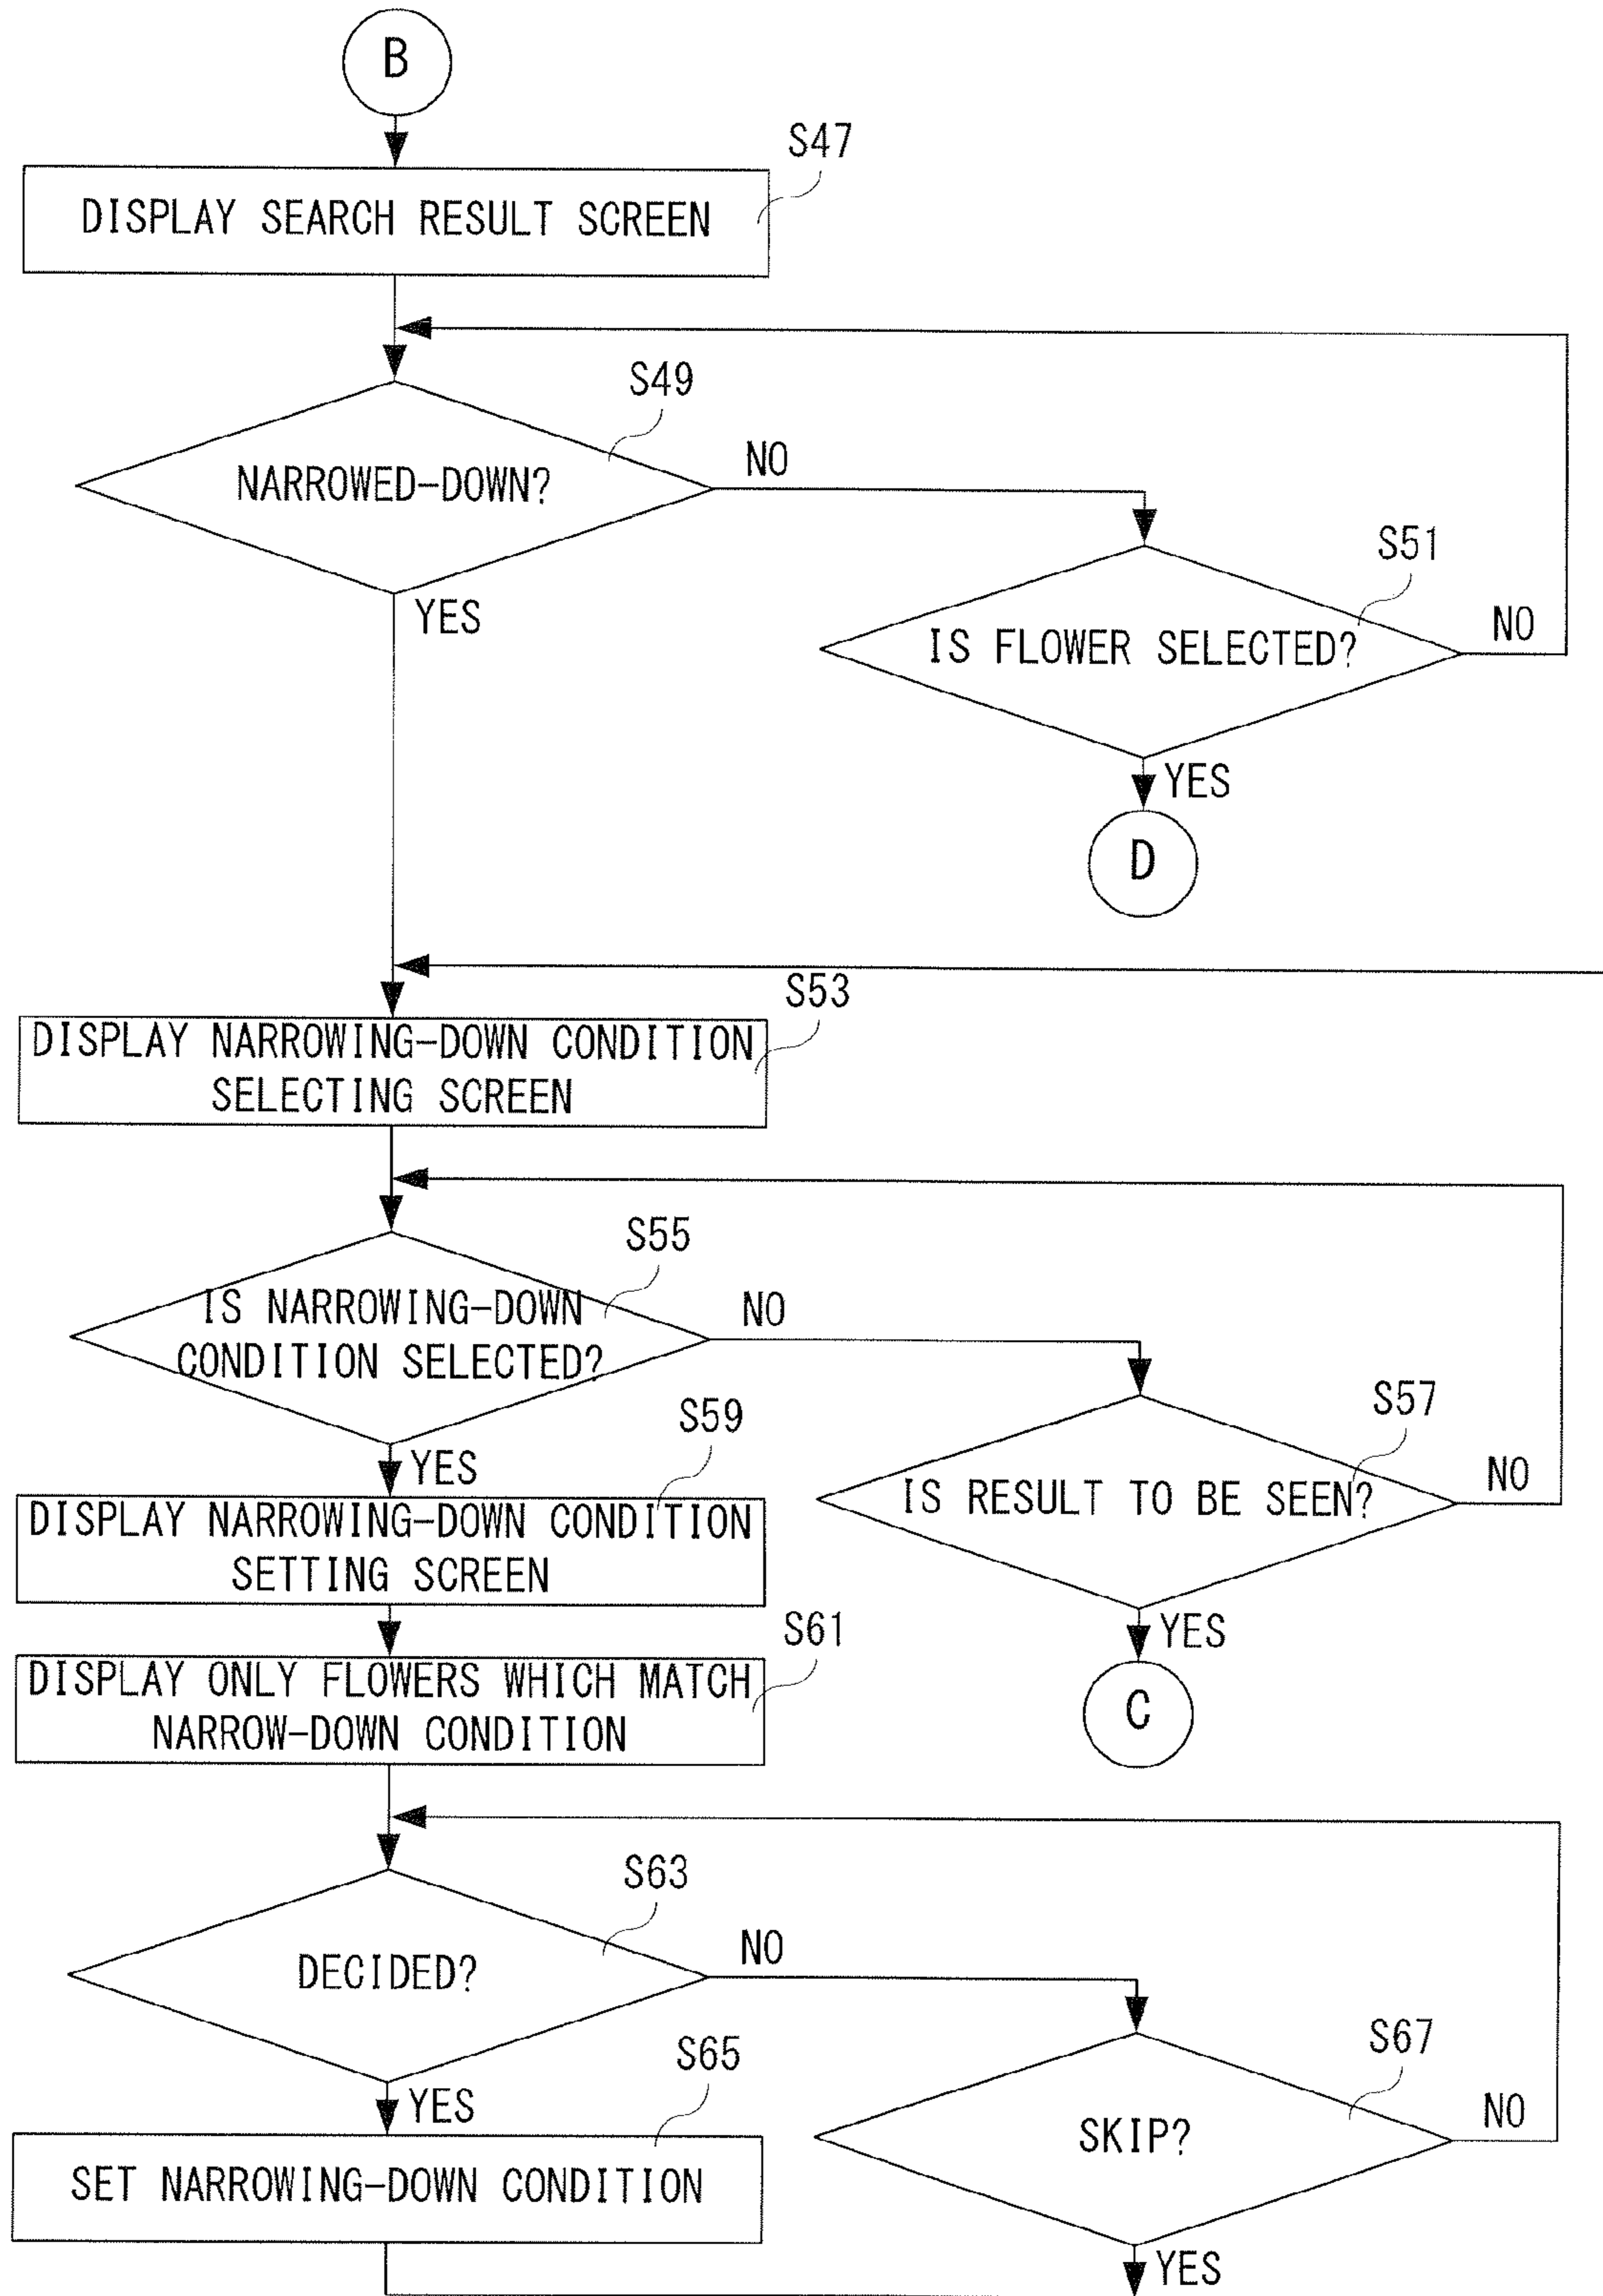 B
S47
DISPLAY SEARCH RESULT SCREEN
S49
NARROWED-DOWN?
NO
YES
S51
IS FLOWER SELECTED?
NO
YES
D
S53
DISPLAY NARROWING-DOWN CONDITION
SELECTING SCREEN
S55
IS NARROWING-DOWN
CONDITION SELECTED?
NO
YES
S57
IS RESULT TO BE SEEN?
NO
YES
C
S59
DISPLAY NARROWING-DOWN CONDITION
SETTING SCREEN
S61
DISPLAY ONLY FLOWERS WHICH MATCH
NARROW-DOWN CONDITION
S63
DECIDED?
NO
YES
S65
SET NARROWING-DOWN CONDITION
S67
SKIP?
NO
YES